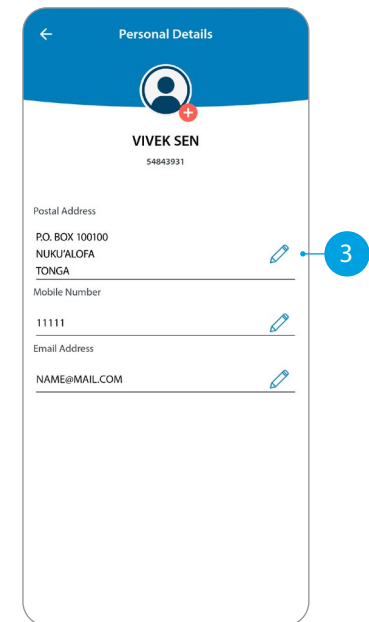 Personal Details
VIVEK SEN
54843931
Postal Address
P.O. BOX 100100
NUKU'ALOFA
TONGA
3
Mobile Number
11111
Email Address
NAME@MAIL.COM